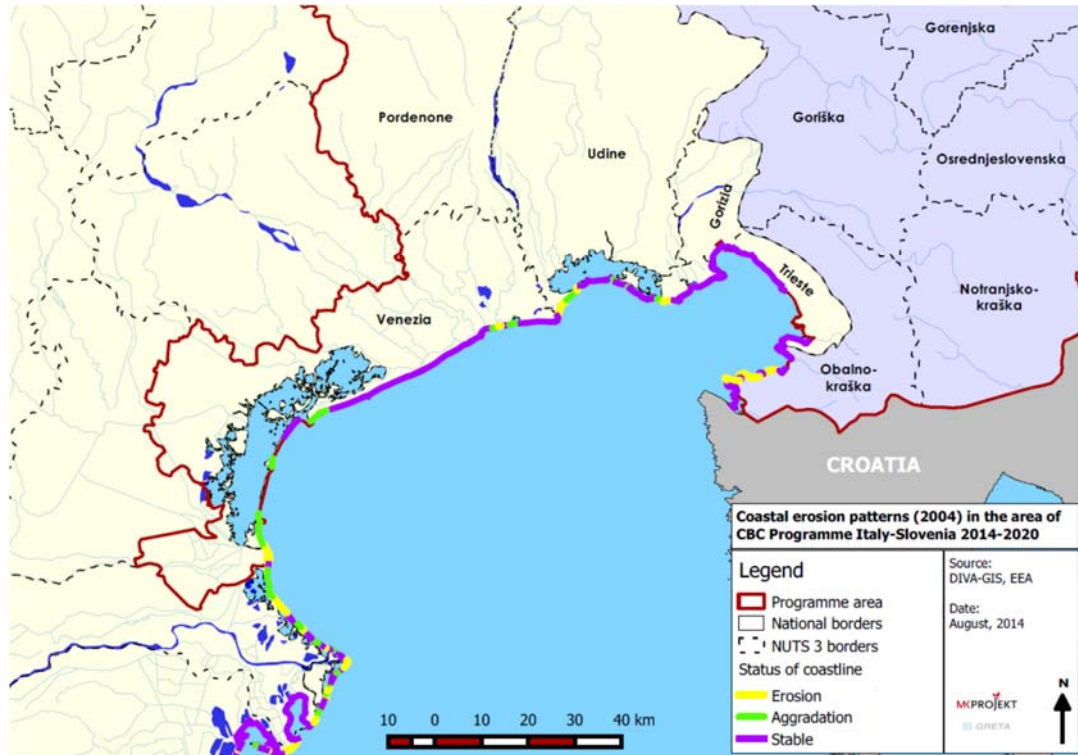 Gorenjska
Pordenone
Goriška
Udine
Osrednjeslovenska
Gorizia
Trieste
Notranjsko-
kraška
Venezia
Obalno-
kraška
CROATIA
Coastal erosion patterns (2004) in the area of
CBC Programme Italy-Slovenia 2014-2020
Legend
Programme area
National borders
NUTS 3 borders
Status of coastline
Erosion
Aggradation
Stable
Source:
DIVA-GIS, EEA
Date:
August, 2014
MKPROJEKT
GRETA
N
10 0 10 20 30 40 km